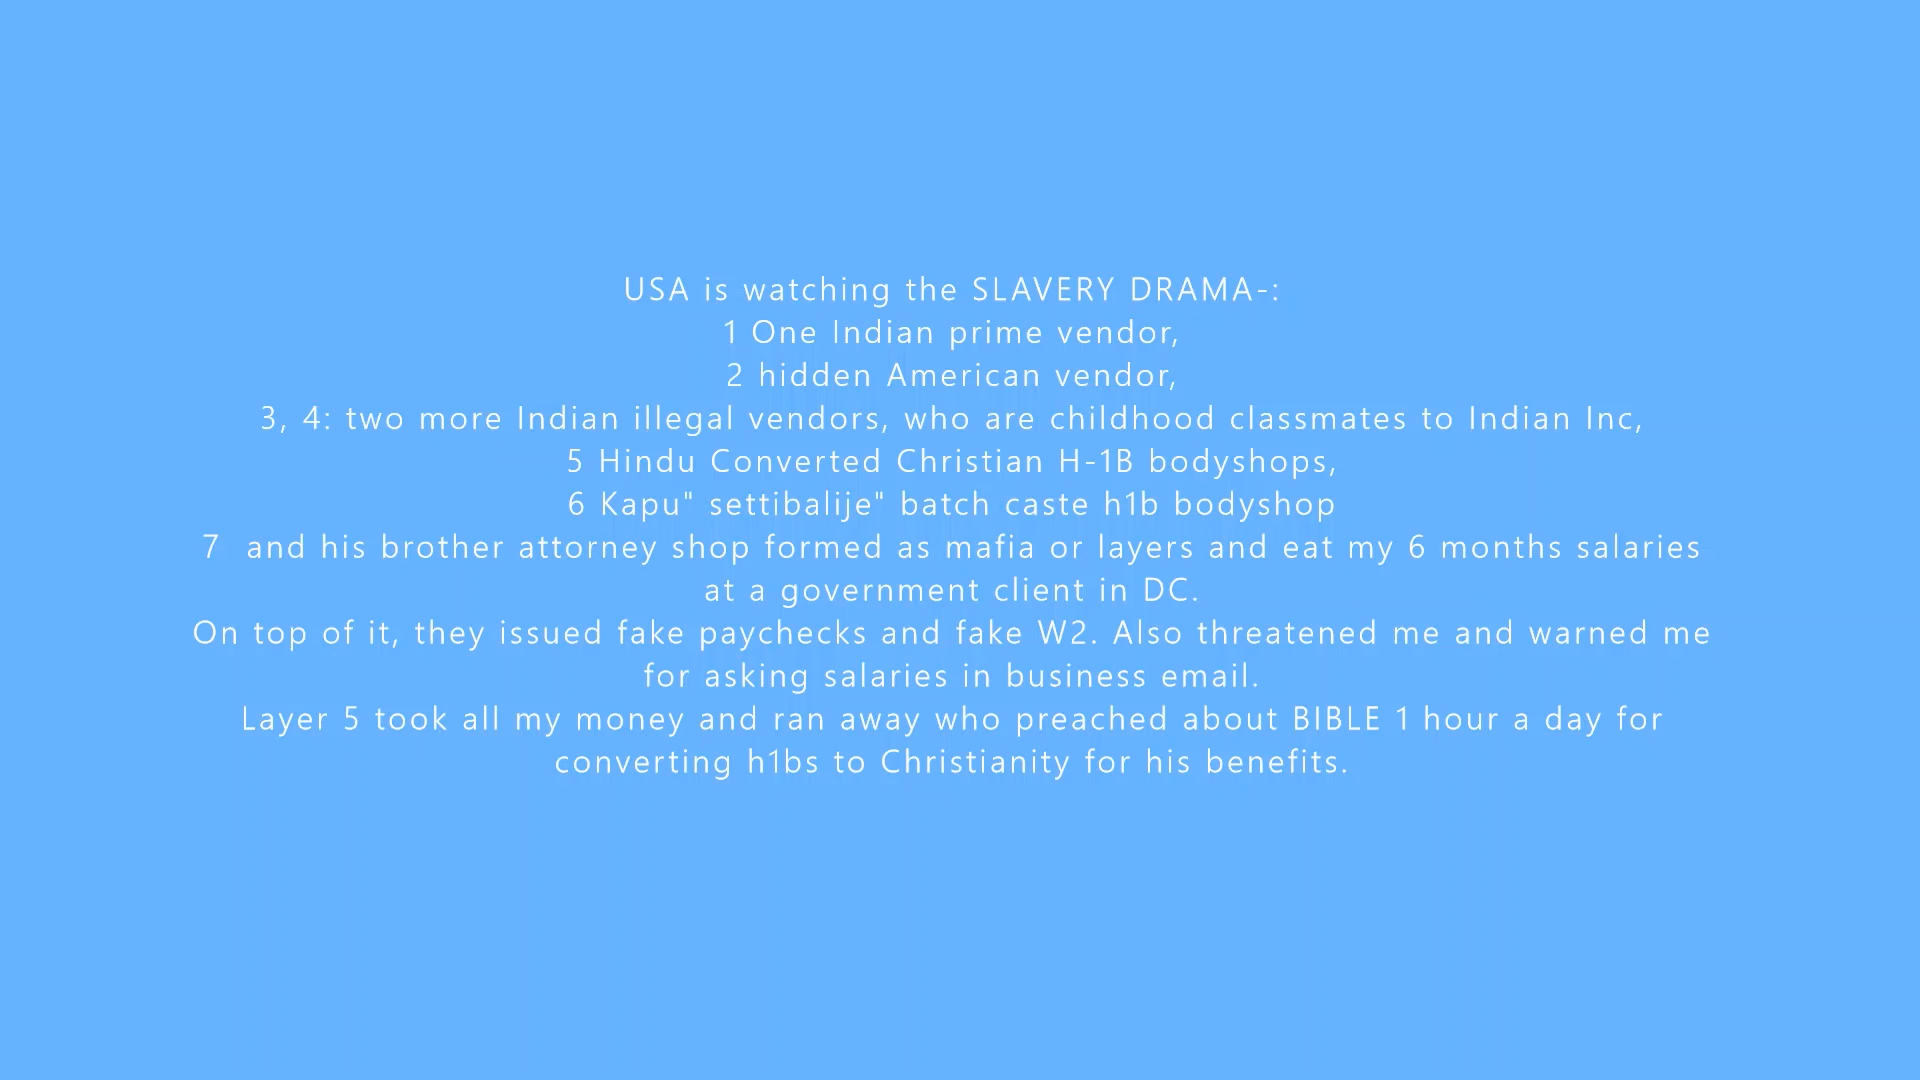 USA is watching the SLAVERY DRAMA-:
1 One Indian prime vendor,
2 hidden American vendor,
3, 4: two more Indian illegal vendors, who are childhood classmates to Indian Inc,
5 Hindu Converted Christian H-1B bodyshops,
6 Kapu" settibalije" batch caste h1b bodyshop
7  and his brother attorney shop formed as mafia or layers and eat my 6 months salaries
at a government client in DC.
On top of it, they issued fake paychecks and fake W2. Also threatened me and warned me
for asking salaries in business email.
Layer 5 took all my money and ran away who preached about BIBLE 1 hour a day for
converting h1bs to Christianity for his benefits.